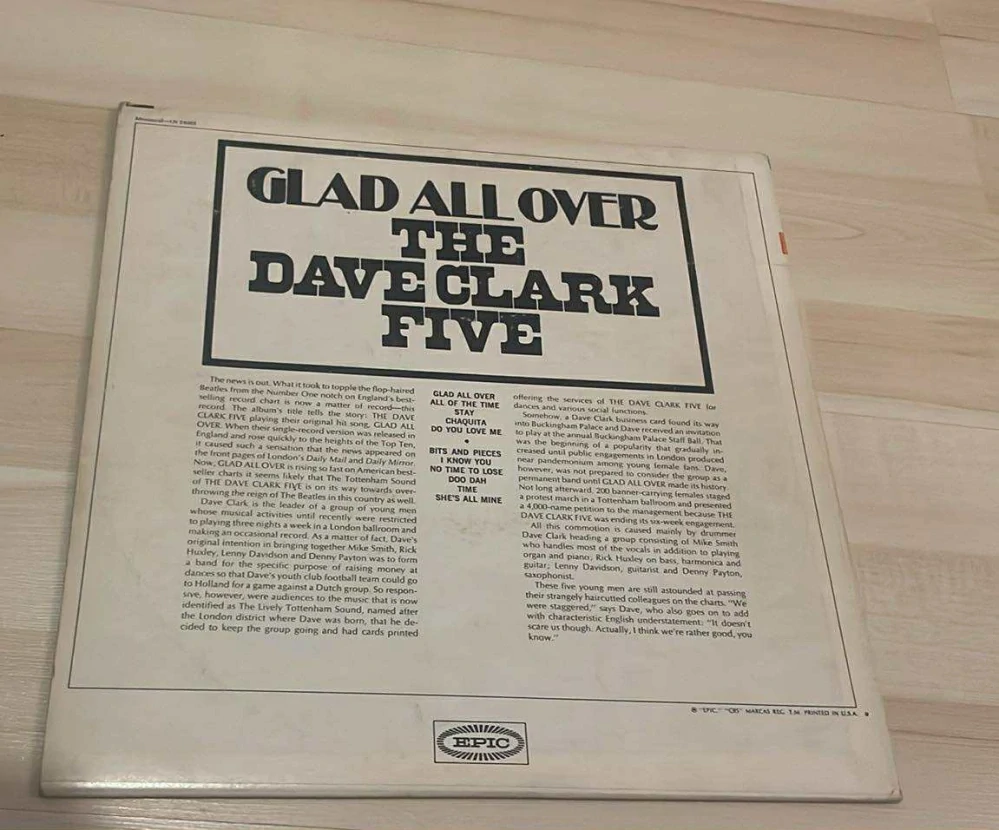 Monaural—LN 24093
GLAD ALL OVER
THE
DAVE CLARK
FIVE
The news is out. What it took to topple the flop-haired
Beatles from the Number One notch on England's best-
selling record chart is now a matter of record—this
record. The album's title tells the story: THE DAVE
CLARK FIVE playing their original hit song, GLAD ALL
OVER. When their single-record version was released in
England and rose quickly to the heights of the Top Ten,
it caused such a sensation that the news appeared on
the front pages of London's Daily Mail and Daily Mirror.
Now, GLAD ALL OVER is rising so fast on American best-
seller charts it seems likely that The Tottenham Sound
of THE DAVE CLARK FIVE is on its way towards over-
throwing the reign of The Beatles in this country as well.
Dave Clark is the leader of a group of young men
whose musical activities until recently were restricted
to playing three nights a week in a London ballroom and
making an occasional record. As a matter of fact, Dave's
original intention in bringing together Mike Smith, Rick
Huxley, Lenny Davidson and Denny Payton was to form
a band for the specific purpose of raising money at
dances so that Dave's youth club football team could go
to Holland for a game against a Dutch group. So respon-
sive, however, were audiences to the music that is now
identified as The Lively Tottenham Sound, named after
the London district where Dave was born, that he de-
cided to keep the group going and had cards printed
GLAD ALL OVER
ALL OF THE TIME
STAY
CHAQUITA
DO YOU LOVE ME
•
BITS AND PIECES
I KNOW YOU
NO TIME TO LOSE
DOO DAH
TIME
SHE'S ALL MINE
offering the services of THE DAVE CLARK FIVE for
dances and various social functions.
Somehow, a Dave Clark business card found its way
into Buckingham Palace and Dave received an invitation
to play at the annual Buckingham Palace Staff Ball. That
was the beginning of a popularity that gradually in-
creased until public engagements in London produced
near pandemonium among young female fans. Dave,
however, was not prepared to consider the group as a
permanent band until GLAD ALL OVER made its history.
Not long afterward, 200 banner-carrying females staged
a protest march in a Tottenham ballroom and presented
a 4,000-name petition to the management because THE
DAVE CLARK FIVE was ending its six-week engagement.
All this commotion is caused mainly by drummer
Dave Clark heading a group consisting of Mike Smith
who handles most of the vocals in addition to playing
organ and piano; Rick Huxley on bass, harmonica and
guitar; Lenny Davidson, guitarist and Denny Payton,
saxophonist.
These five young men are still astounded at passing
their strangely haircutted colleagues on the charts. "We
were staggered," says Dave, who also goes on to add
with characteristic English understatement: "It doesn't
scare us though. Actually, I think we're rather good, you
know."
® "EPIC," "CBS" MARCAS REG. T.M. PRINTED IN U.S.A.
EPIC